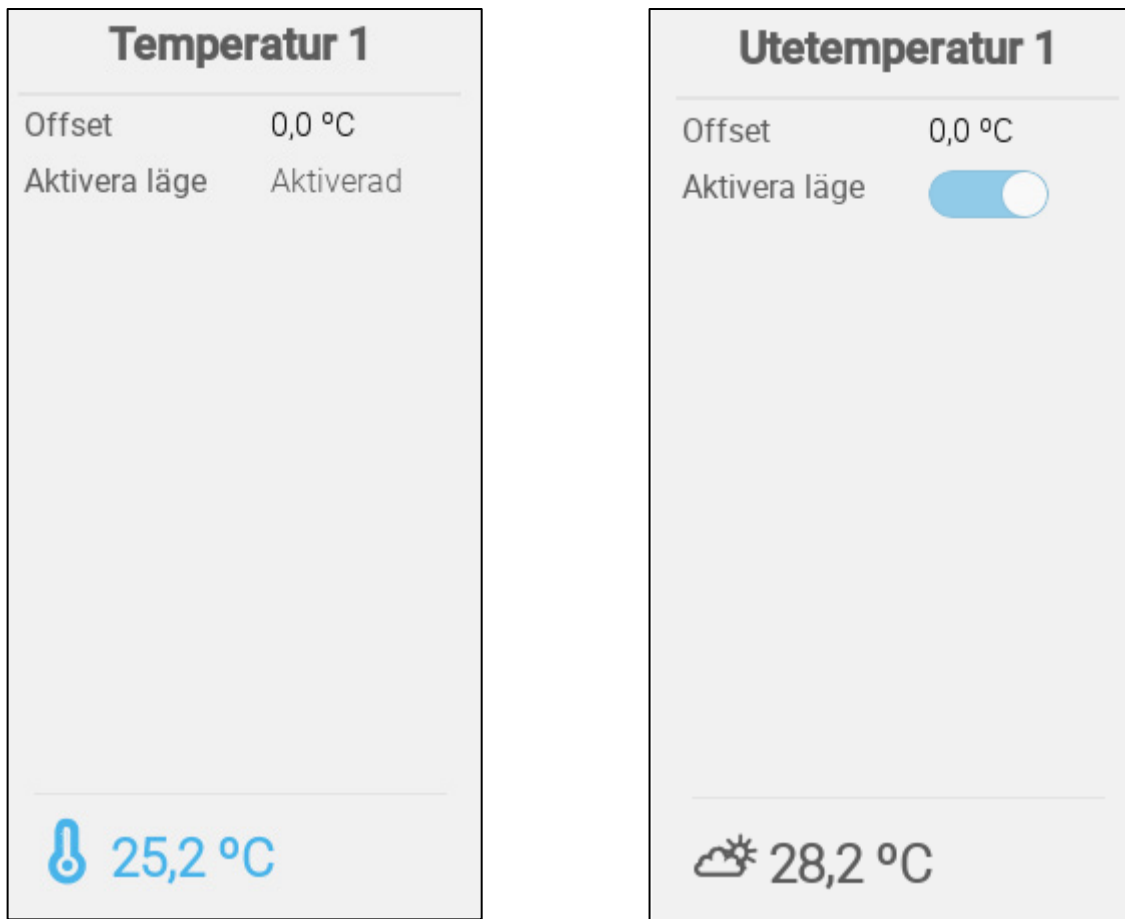 Temperatur 1
Offset 0,0 ºC
Aktivera läge Aktiverad
25,2 ºC
Utetemperatur 1
Offset 0,0 ºC
Aktivera läge
28,2 ºC